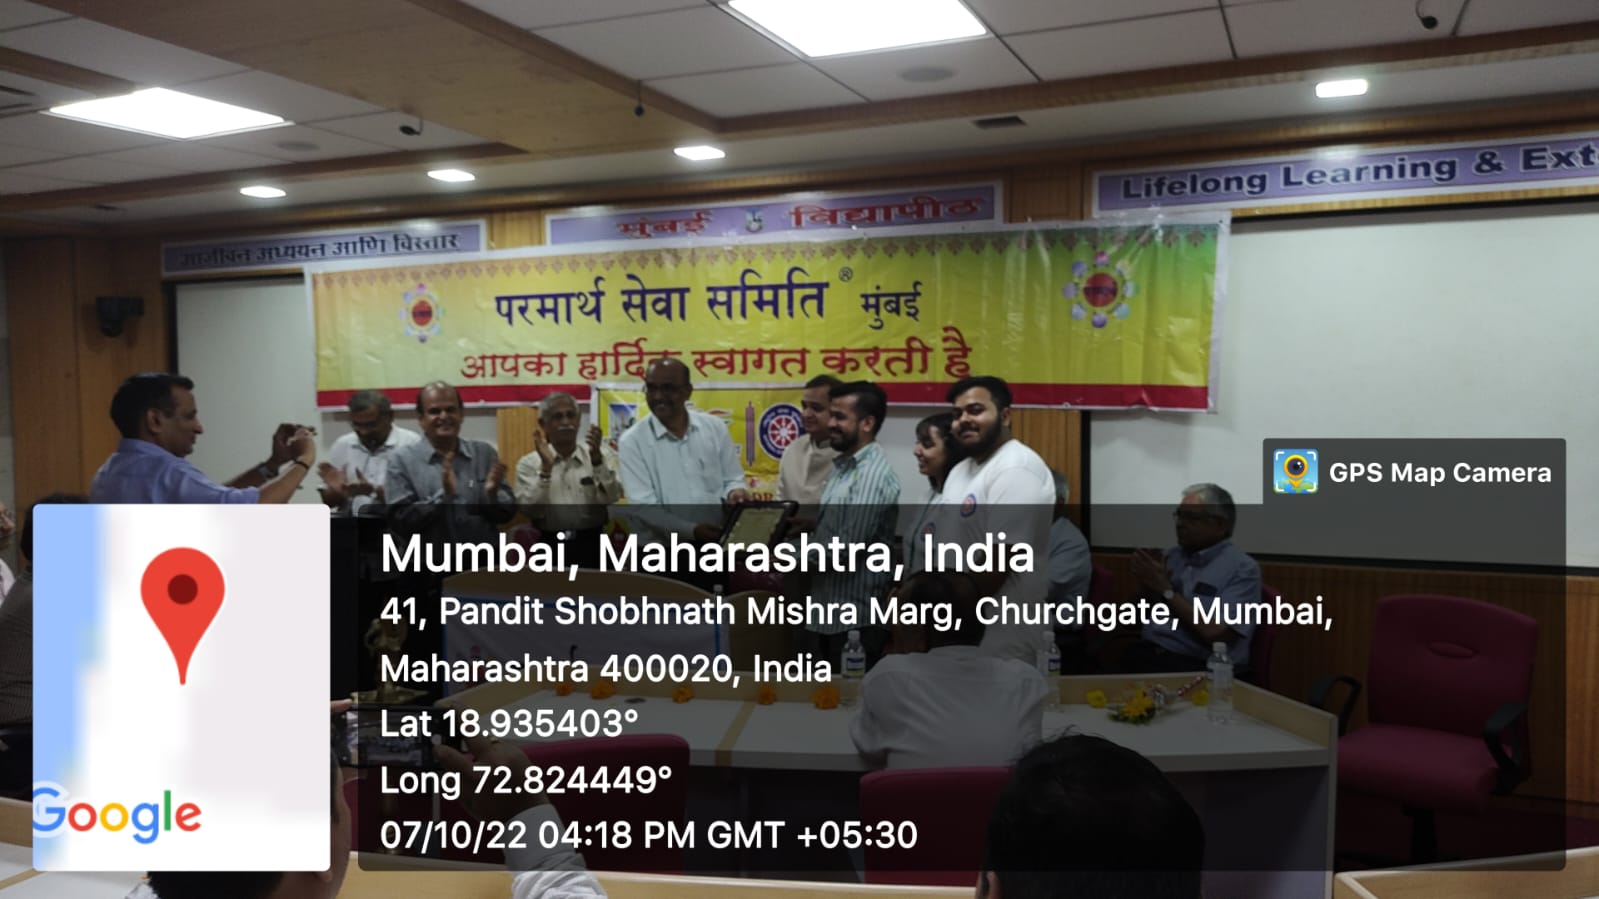 Lifelong Learning & Ext
मुंबई विद्यापीठ
आजीवन अध्ययन आणि विस्तार
परमार्थ सेवा समिति ® मुंबई
आपका हार्दिक स्वागत करती है
GPS Map Camera
Mumbai, Maharashtra, India
41, Pandit Shobhnath Mishra Marg, Churchgate, Mumbai,
Maharashtra 400020, India
Lat 18.935403°
Long 72.824449°
07/10/22 04:18 PM GMT +05:30
Google